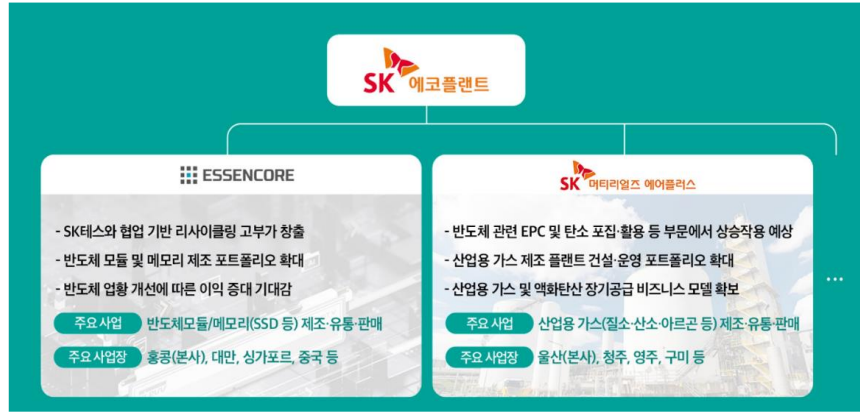 SK 에코플랜트
ESSENCORE
- SK테스와 협업 기반 리사이클링 고부가 창출
- 반도체 모듈 및 메모리 제조 포트폴리오 확대
- 반도체 업황 개선에 따른 이익 증대 기대감
주요 사업 반도체모듈/메모리(SSD 등) 제조·유통·판매
주요 사업장 홍콩(본사), 대만, 싱가포르, 중국 등
SK 머티리얼즈 에어플러스
- 반도체 관련 EPC 및 탄소 포집·활용 등 부문에서 상승작용 예상
- 산업용 가스 제조 플랜트 건설·운영 포트폴리오 확대
- 산업용 가스 및 액화탄산 장기공급 비즈니스 모델 확보
주요 사업 산업용 가스(질소·산소·아르곤 등) 제조·유통·판매
주요 사업장 울산(본사), 청주, 영주, 구미 등
...